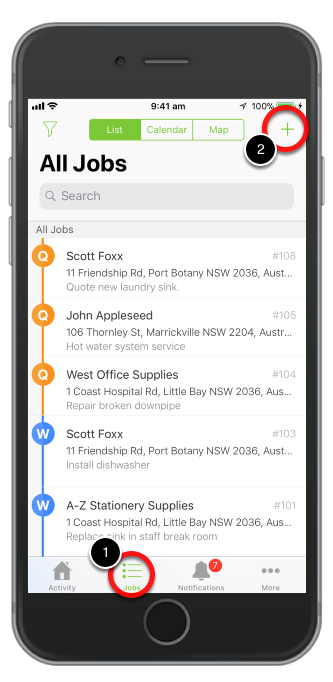 9:41 am
100%
List
Calendar
Map
2
All Jobs
Search
All Jobs
Q
Scott Foxx
#108
11 Friendship Rd, Port Botany NSW 2036, Aust...
Quote new laundry sink.
Q
John Appleseed
#105
106 Thornley St, Marrickville NSW 2204, Austr...
Hot water system service
Q
West Office Supplies
#104
1 Coast Hospital Rd, Little Bay NSW 2036, Aus...
Repair broken downpipe
W
Scott Foxx
#103
11 Friendship Rd, Port Botany NSW 2036, Aust...
Install dishwasher
W
A-Z Stationery Supplies
#101
1 Coast Hospital Rd, Little Bay NSW 2036, Aus...
Replace sink in staff break room
1
7
Activity
Jobs
Notifications
More